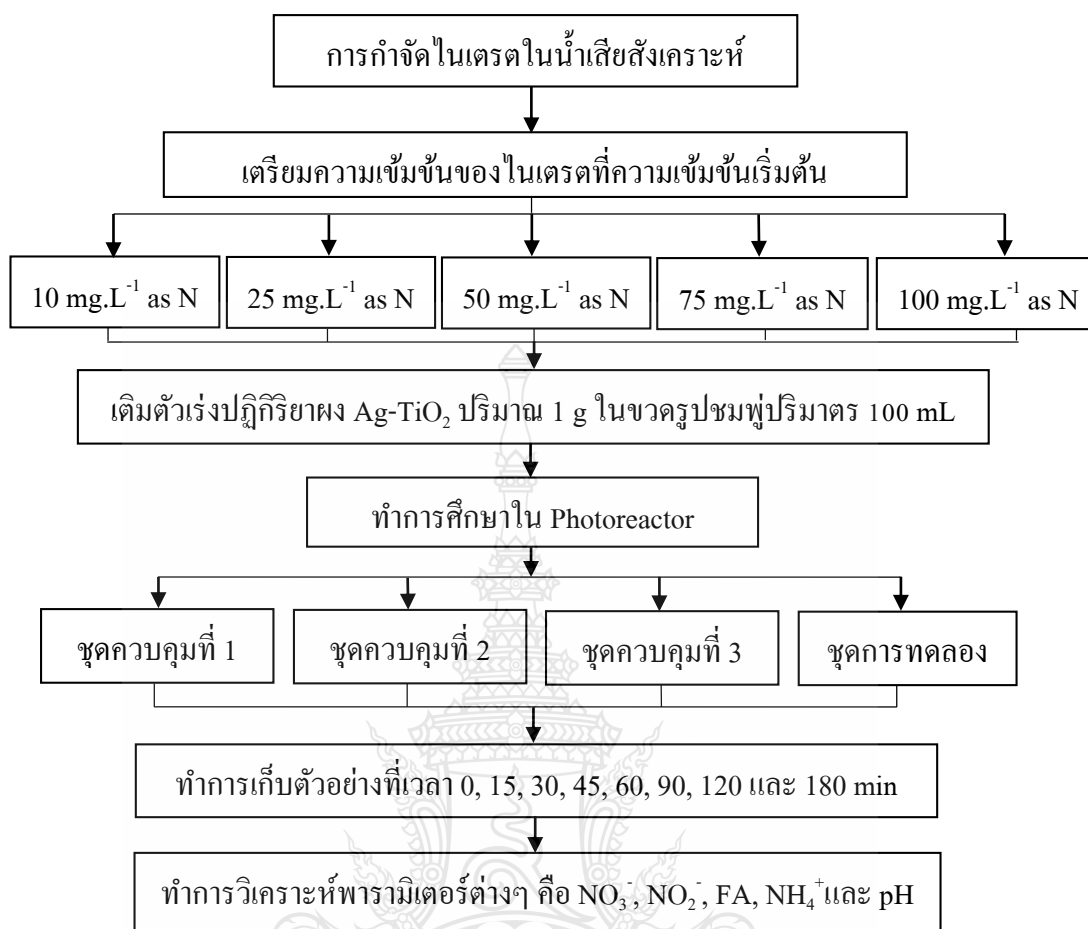 การกำจัดไนเตรตในน้ำเสียสังเคราะห์
เตรียมความเข้มข้นของไนเตรตที่ความเข้มข้นเริ่มต้น
10 mg.L⁻¹ as N
25 mg.L⁻¹ as N
50 mg.L⁻¹ as N
75 mg.L⁻¹ as N
100 mg.L⁻¹ as N
เติมตัวเร่งปฏิกิริยาผง Ag-TiO₂ ปริมาณ 1 g ในขวดรูปชมพู่ปริมาตร 100 mL
ทำการศึกษาใน Photoreactor
ชุดควบคุมที่ 1
ชุดควบคุมที่ 2
ชุดควบคุมที่ 3
ชุดการทดลอง
ทำการเก็บตัวอย่างที่เวลา 0, 15, 30, 45, 60, 90, 120 และ 180 min
ทำการวิเคราะห์พารามิเตอร์ต่างๆ คือ NO₃⁻, NO₂⁻, FA, NH₄⁺และ pH